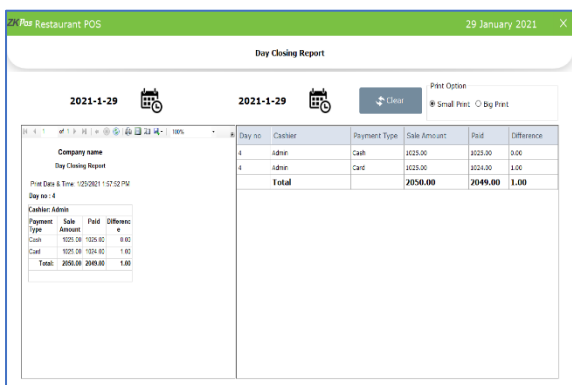 ZKPos Restaurant POS 29 January 2021 X
Day Closing Report
2021-1-29 2021-1-29 Clear
Print Option
Small Print Big Print
1 of 1 100%
Company name
Day Closing Report
Print Date & Time: 1/29/2021 1:57:52 PM
Day no : 4
Cashier: Admin
Payment Type Sale Amount Paid Difference
Cash 1025.00 1025.00 0.00
Card 1025.00 1024.00 1.00
Total: 2050.00 2049.00 1.00
Day no Cashier Payment Type Sale Amount Paid Difference
4 Admin Cash 1025.00 1025.00 0.00
4 Admin Card 1025.00 1024.00 1.00
Total 2050.00 2049.00 1.00